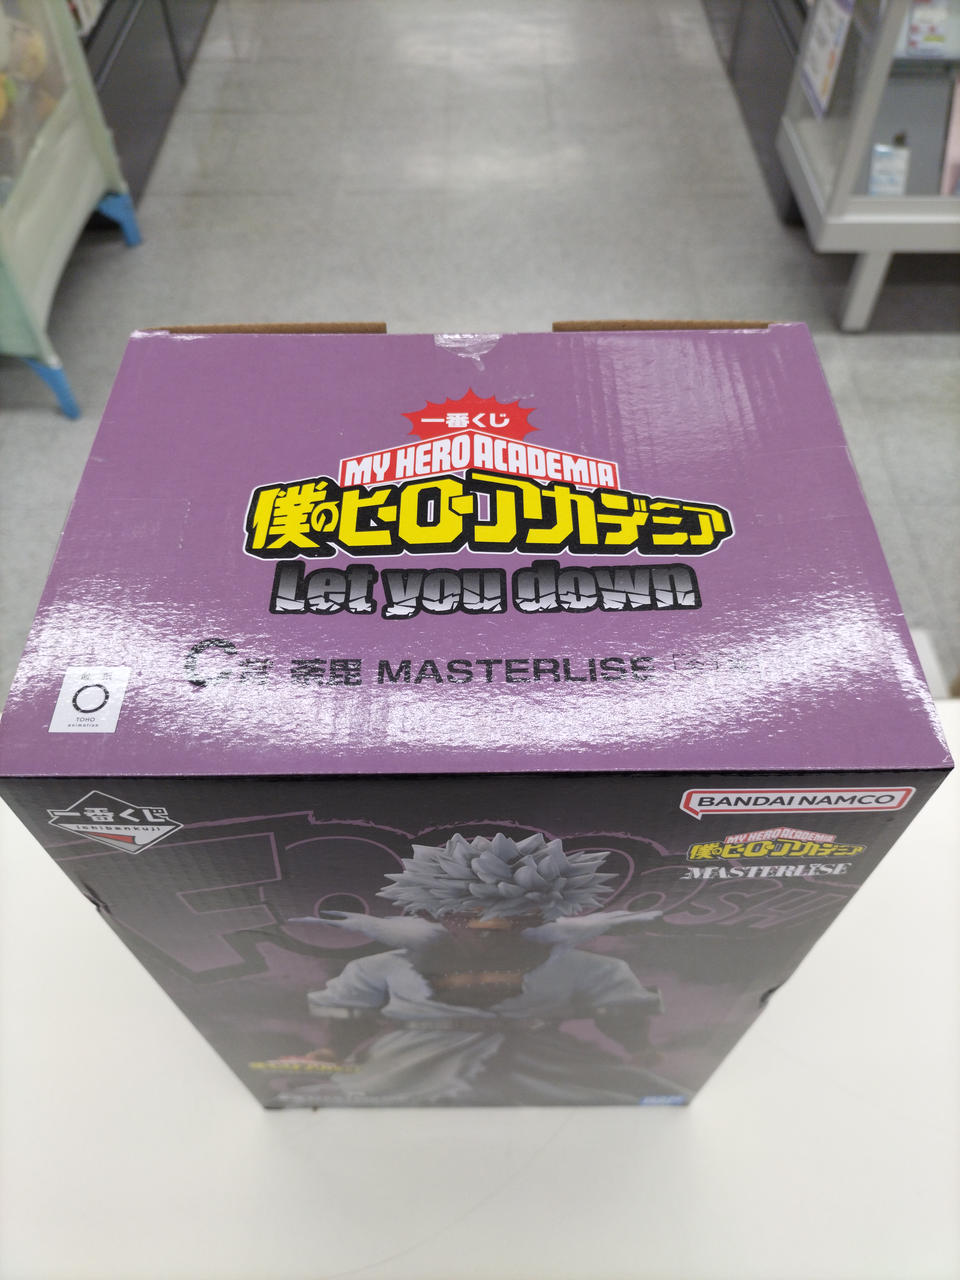 一番くじ
MY HERO ACADEMIA
僕のヒーローアカデミア
Let you down
C賞 荼毘 MASTERLISE
TOHO
animation
一番くじ
ichibankuji
BANDAI NAMCO
MY HERO ACADEMIA
僕のヒーローアカデミア
MASTERLISE